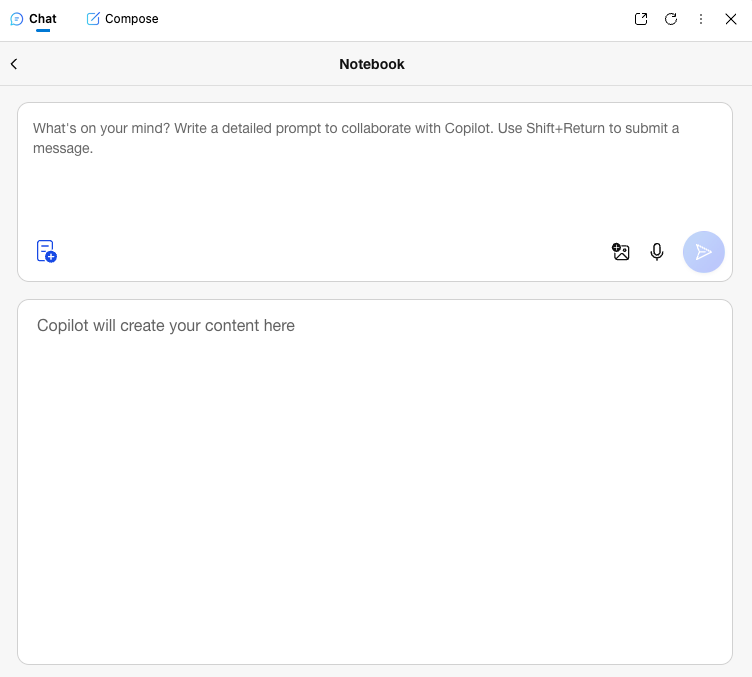 Chat
Compose
Notebook
What's on your mind? Write a detailed prompt to collaborate with Copilot. Use Shift+Return to submit a
message.
Copilot will create your content here